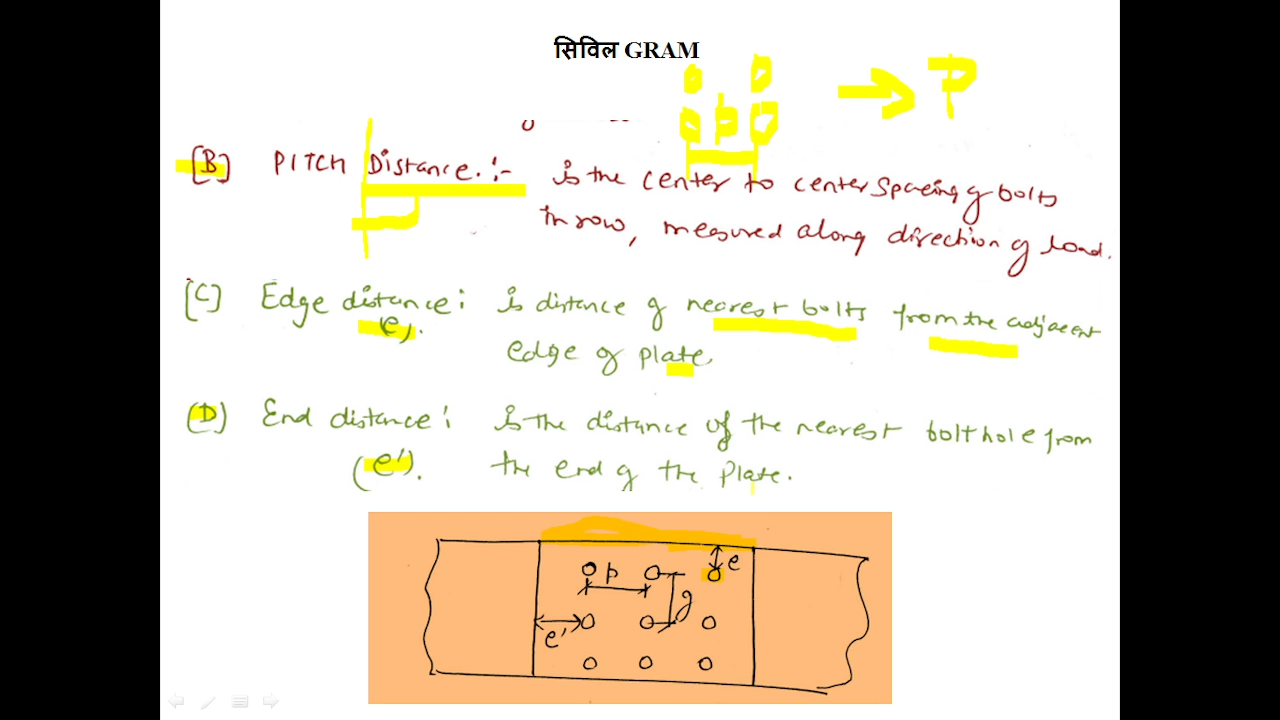 सिविल GRAM
P
p
[B] PITCH Distance :- is the center to center spacing of bolts
in row, measured along direction of load.
[C] Edge distance : is distance of nearest bolts from the adjacent
(e). edge of plate
(D) End distance : is the distance of the nearest bolt hole from
(e'). the end of the plate.
p e
g
e'